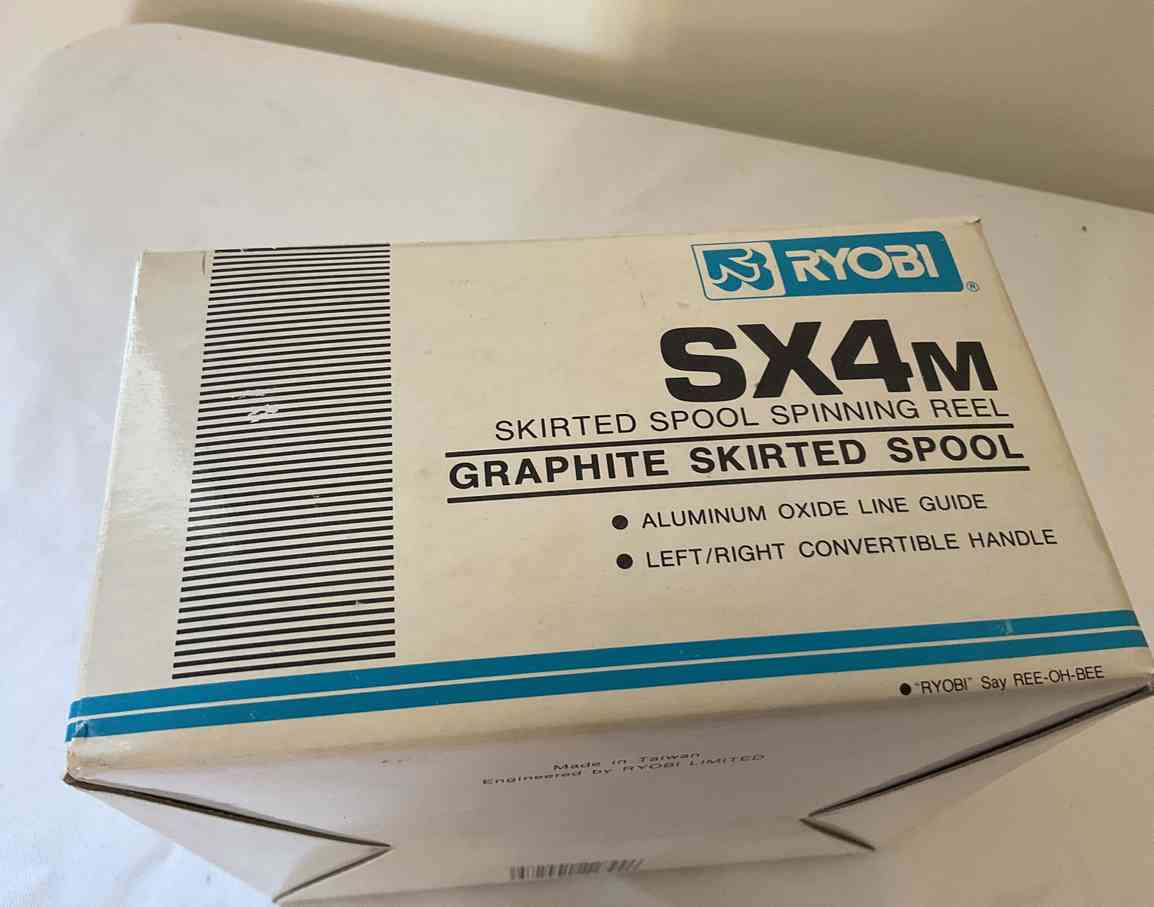 RYOBI®
SX4M
SKIRTED SPOOL SPINNING REEL
GRAPHITE SKIRTED SPOOL
● ALUMINUM OXIDE LINE GUIDE
● LEFT/RIGHT CONVERTIBLE HANDLE
● "RYOBI" Say REE-OH-BEE
Made in Taiwan
Engineered by RYOBI LIMITED